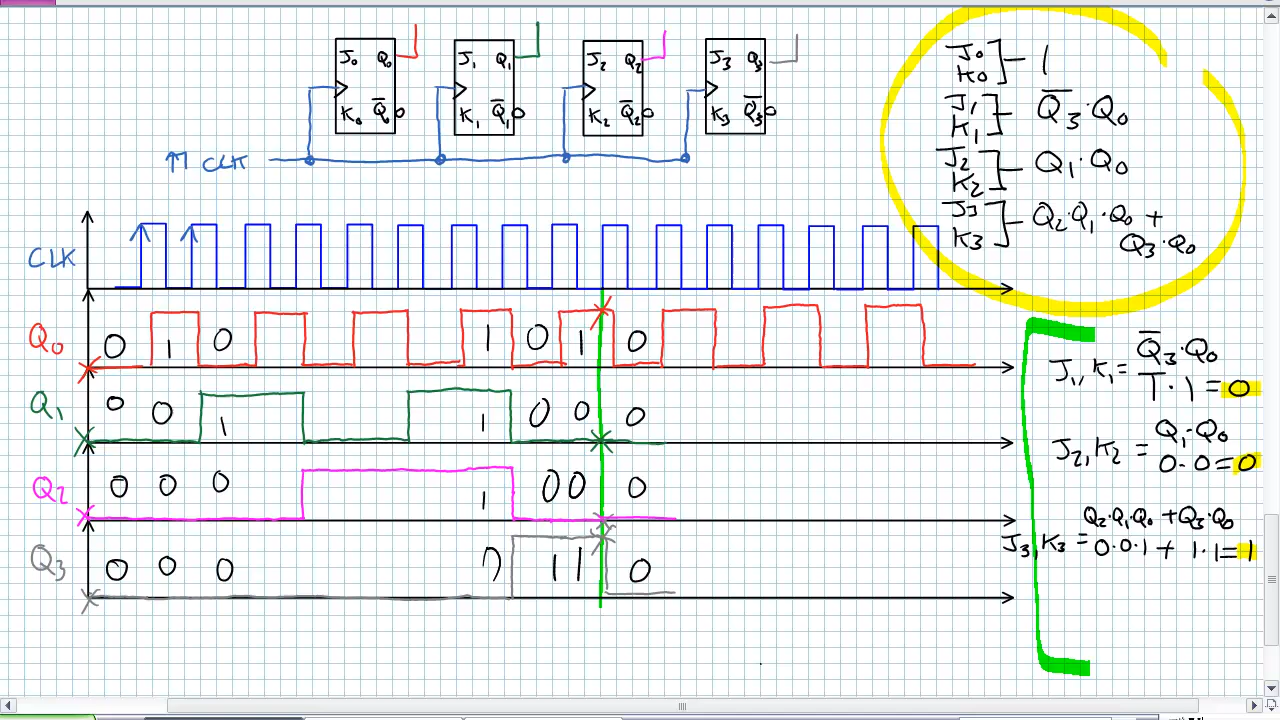 J0 Q0 J1 Q1 J2 Q2 J3 Q3
K0 Q̅0 K1 Q̅1 K2 Q̅2 K3 Q̅3
↑ CLK
J0
K0 ] - 1
J1
K1 ] - Q̅3·Q0
J2
K2 ] - Q1·Q0
J3
K3 ] - Q2·Q1·Q0 +
Q3·Q0
CLK
Q0 0 1 0 1 0 1 0
Q1 0 0 1 1 0 0 0
Q2 0 0 0 1 0 0 0
Q3 0 0 0 0 1 1 0
J1, K1 = Q̅3·Q0
1̅·1 = 0
J2, K2 = Q1·Q0
0·0 = 0
Q2·Q1·Q0 + Q3·Q0
J3, K3 = 0·0·1 + 1·1 = 1